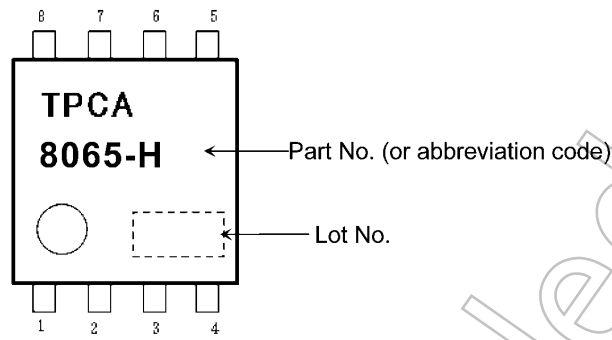 8 7 6 5
TPCA
8065-H
Part No. (or abbreviation code)
Lot No.
1 2 3 4